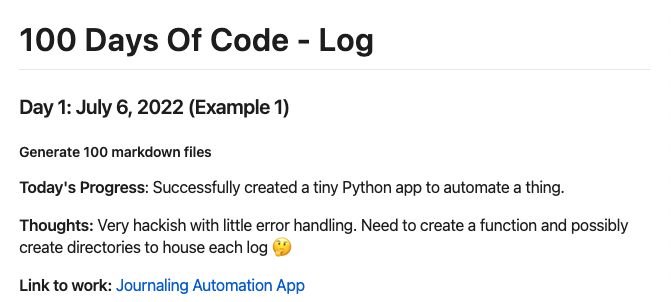 100 Days Of Code - Log
Day 1: July 6, 2022 (Example 1)
Generate 100 markdown files
Today's Progress: Successfully created a tiny Python app to automate a thing.
Thoughts: Very hackish with little error handling. Need to create a function and possibly
create directories to house each log 🤔
Link to work: Journaling Automation App